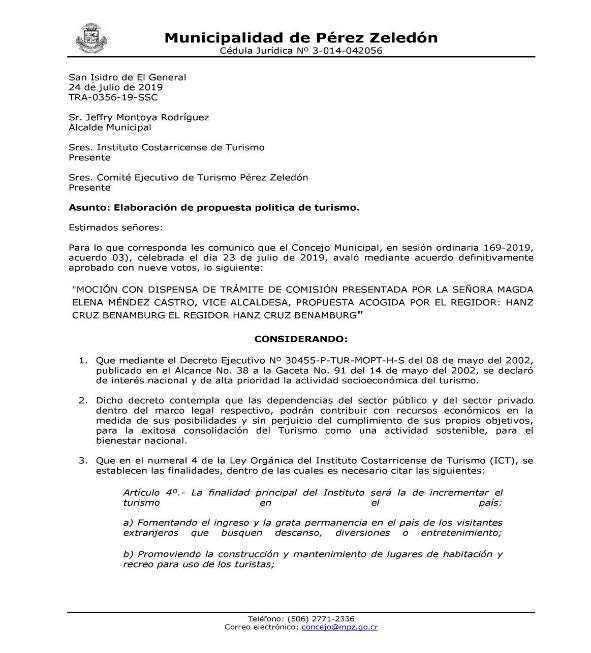 Municipalidad de Pérez Zeledón
Cédula Jurídica Nº 3-014-042056
San Isidro de El General
24 de julio de 2019
TRA-0356-19-SSC
Sr. Jeffry Montoya Rodríguez
Alcalde Municipal
Sres. Instituto Costarricense de Turismo
Presente
Sres. Comité Ejecutivo de Turismo Pérez Zeledón
Presente
Asunto: Elaboración de propuesta política de turismo.
Estimados señores:
Para lo que corresponda les comunico que el Concejo Municipal, en sesión ordinaria 169-2019,
acuerdo 03), celebrada el día 23 de julio de 2019, avaló mediante acuerdo definitivamente
aprobado con nueve votos, lo siguiente:
"MOCIÓN CON DISPENSA DE TRÁMITE DE COMISIÓN PRESENTADA POR LA SEÑORA MAGDA
ELENA MÉNDEZ CASTRO, VICE ALCALDESA, PROPUESTA ACOGIDA POR EL REGIDOR: HANZ
CRUZ BENAMBURG EL REGIDOR HANZ CRUZ BENAMBURG"
CONSIDERANDO:
1. Que mediante el Decreto Ejecutivo Nº 30455-P-TUR-MOPT-H-S del 08 de mayo del 2002,
publicado en el Alcance No. 38 a la Gaceta No. 91 del 14 de mayo del 2002, se declaró
de interés nacional y de alta prioridad la actividad socioeconómica del turismo.
2. Dicho decreto contempla que las dependencias del sector público y del sector privado
dentro del marco legal respectivo, podrán contribuir con recursos económicos en la
medida de sus posibilidades y sin perjuicio del cumplimiento de sus propios objetivos,
para la exitosa consolidación del Turismo como una actividad sostenible, para el
bienestar nacional.
3. Que en el numeral 4 de la Ley Orgánica del Instituto Costarricense de Turismo (ICT), se
establecen las finalidades, dentro de las cuales es necesario citar las siguientes:
Artículo 4º.- La finalidad principal del Instituto será la de incrementar el
turismo en el país:
a) Fomentando el ingreso y la grata permanencia en el país de los visitantes
extranjeros que busquen descanso, diversiones o entretenimiento;
b) Promoviendo la construcción y mantenimiento de lugares de habitación y
recreo para uso de los turistas;
Teléfono: (506) 2771-2336
Correo electrónico: concejo@mpz.go.cr